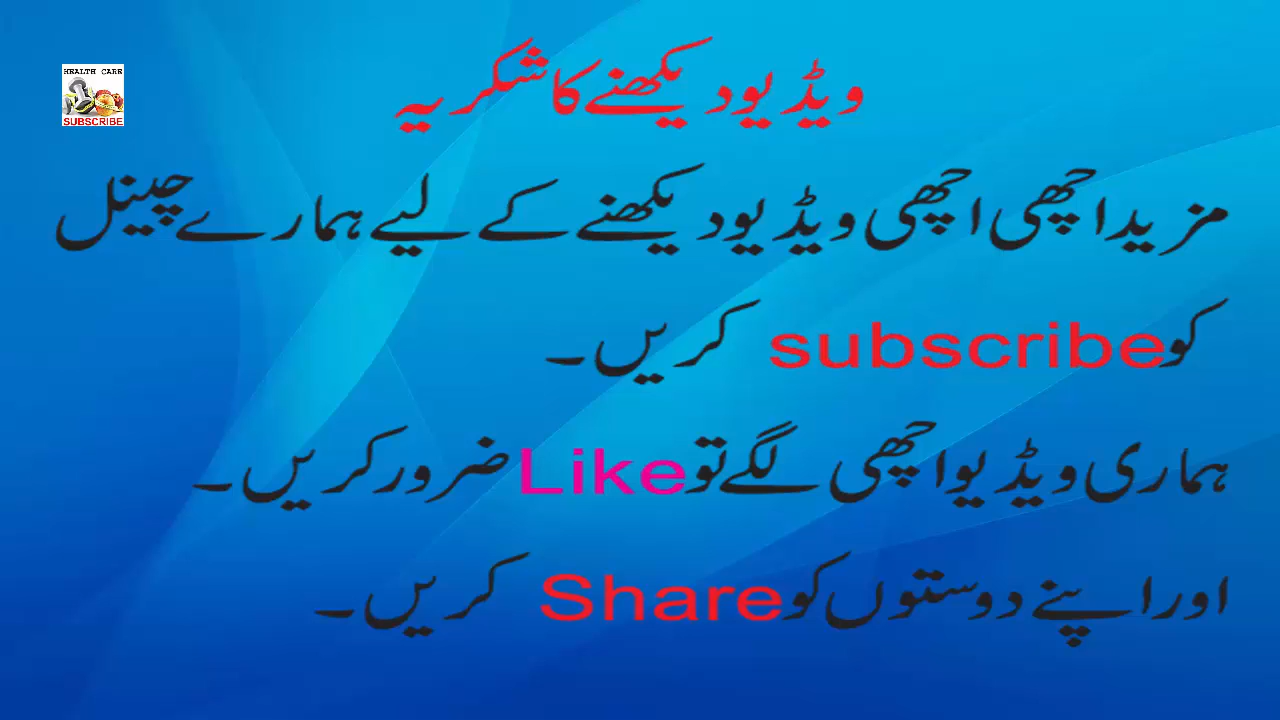 HEALTH CARE
SUBSCRIBE
ویڈیو دیکھنے کا شکریہ
مزید اچھی اچھی ویڈیو دیکھنے کے لیے ہمارے چینل
کو subscribe کریں۔
ہماری ویڈیو اچھی لگے تو Like ضرور کریں۔
اور اپنے دوستوں کو Share کریں۔